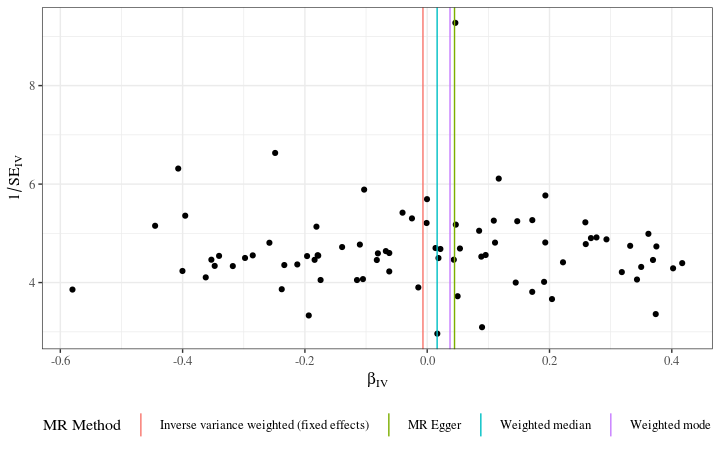 8
6
4
1/SE_IV
-0.6 -0.4 -0.2 0.0 0.2 0.4
β_IV
MR Method Inverse variance weighted (fixed effects) MR Egger Weighted median Weighted mode